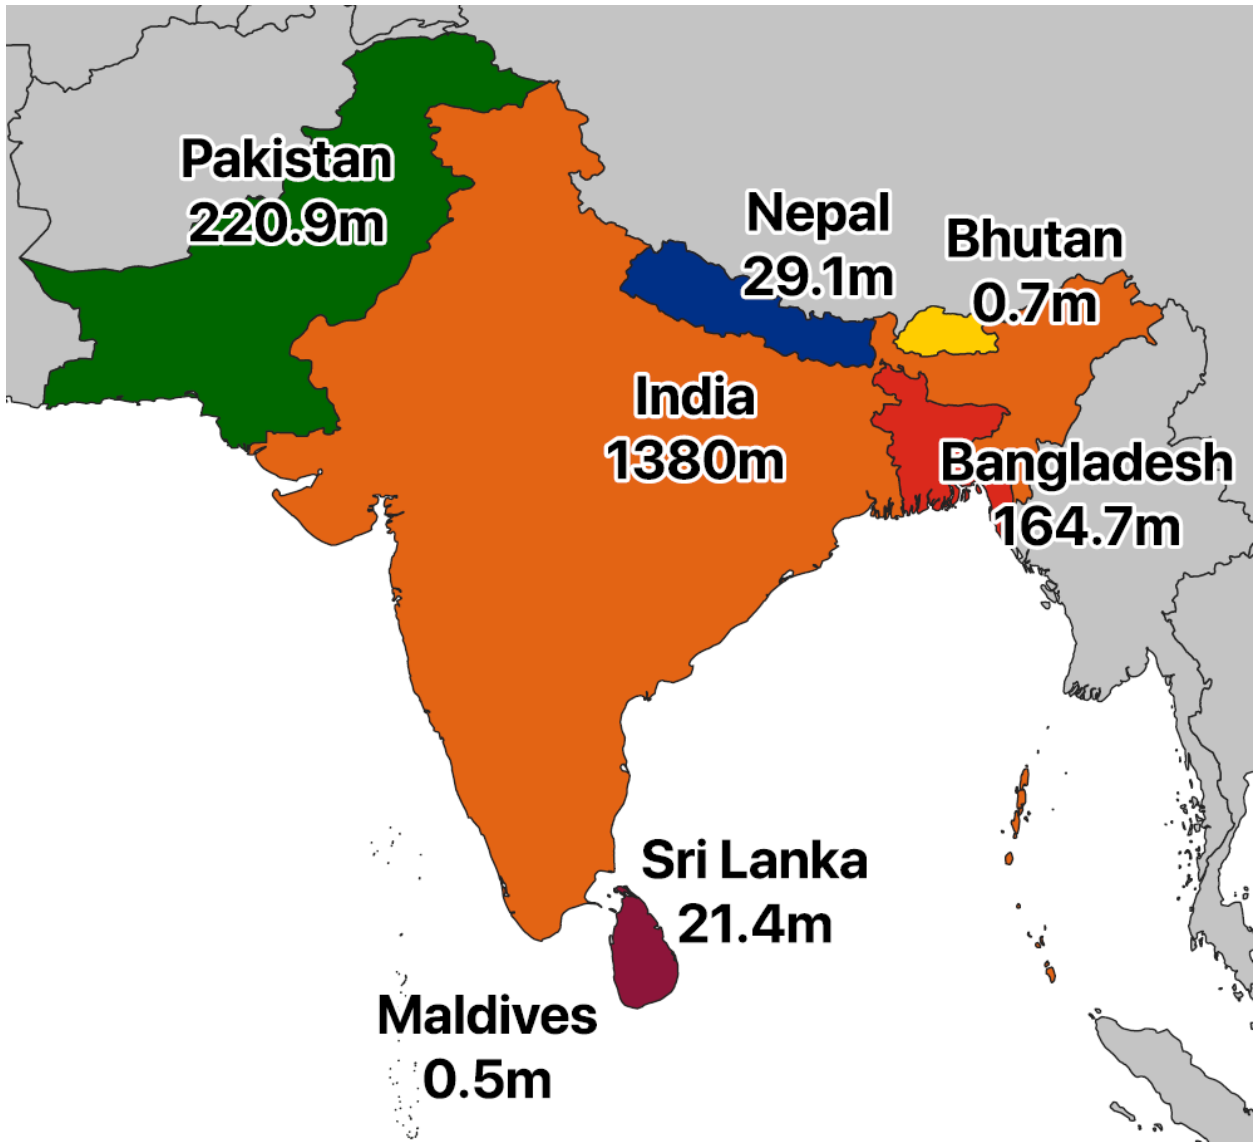 Pakistan
220.9m
Nepal
29.1m
Bhutan
0.7m
India
1380m
Bangladesh
164.7m
Sri Lanka
21.4m
Maldives
0.5m